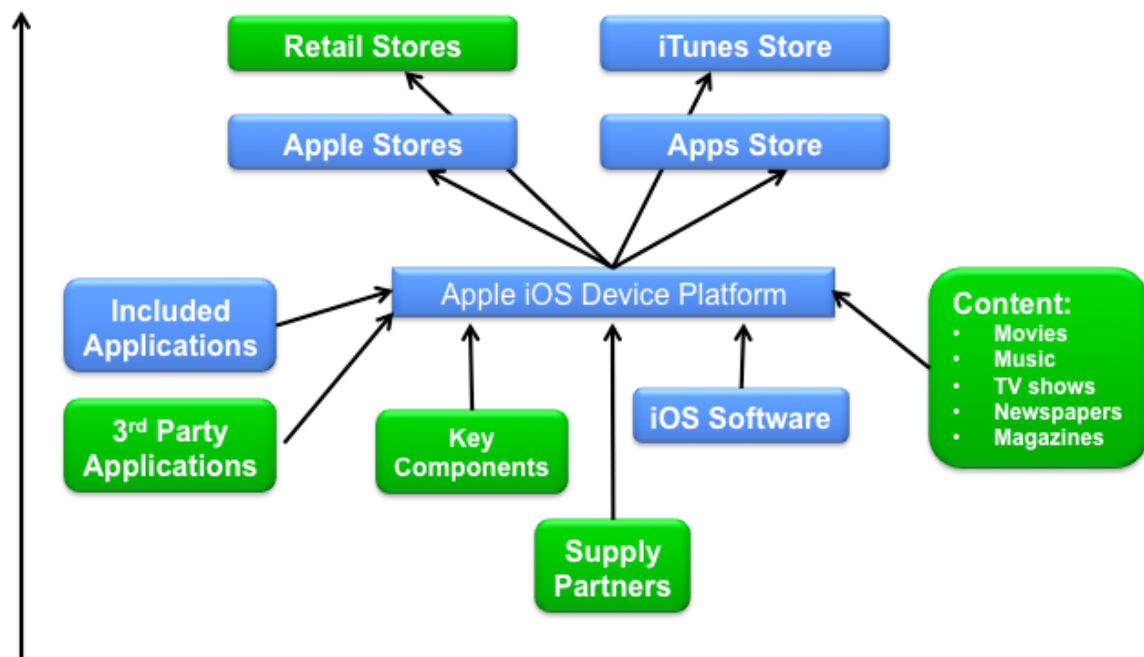 Retail Stores
iTunes Store
Apple Stores
Apps Store
Apple iOS Device Platform
Included
Applications
3rd Party
Applications
Key
Components
iOS Software
Supply
Partners
Content:
• Movies
• Music
• TV shows
• Newspapers
• Magazines